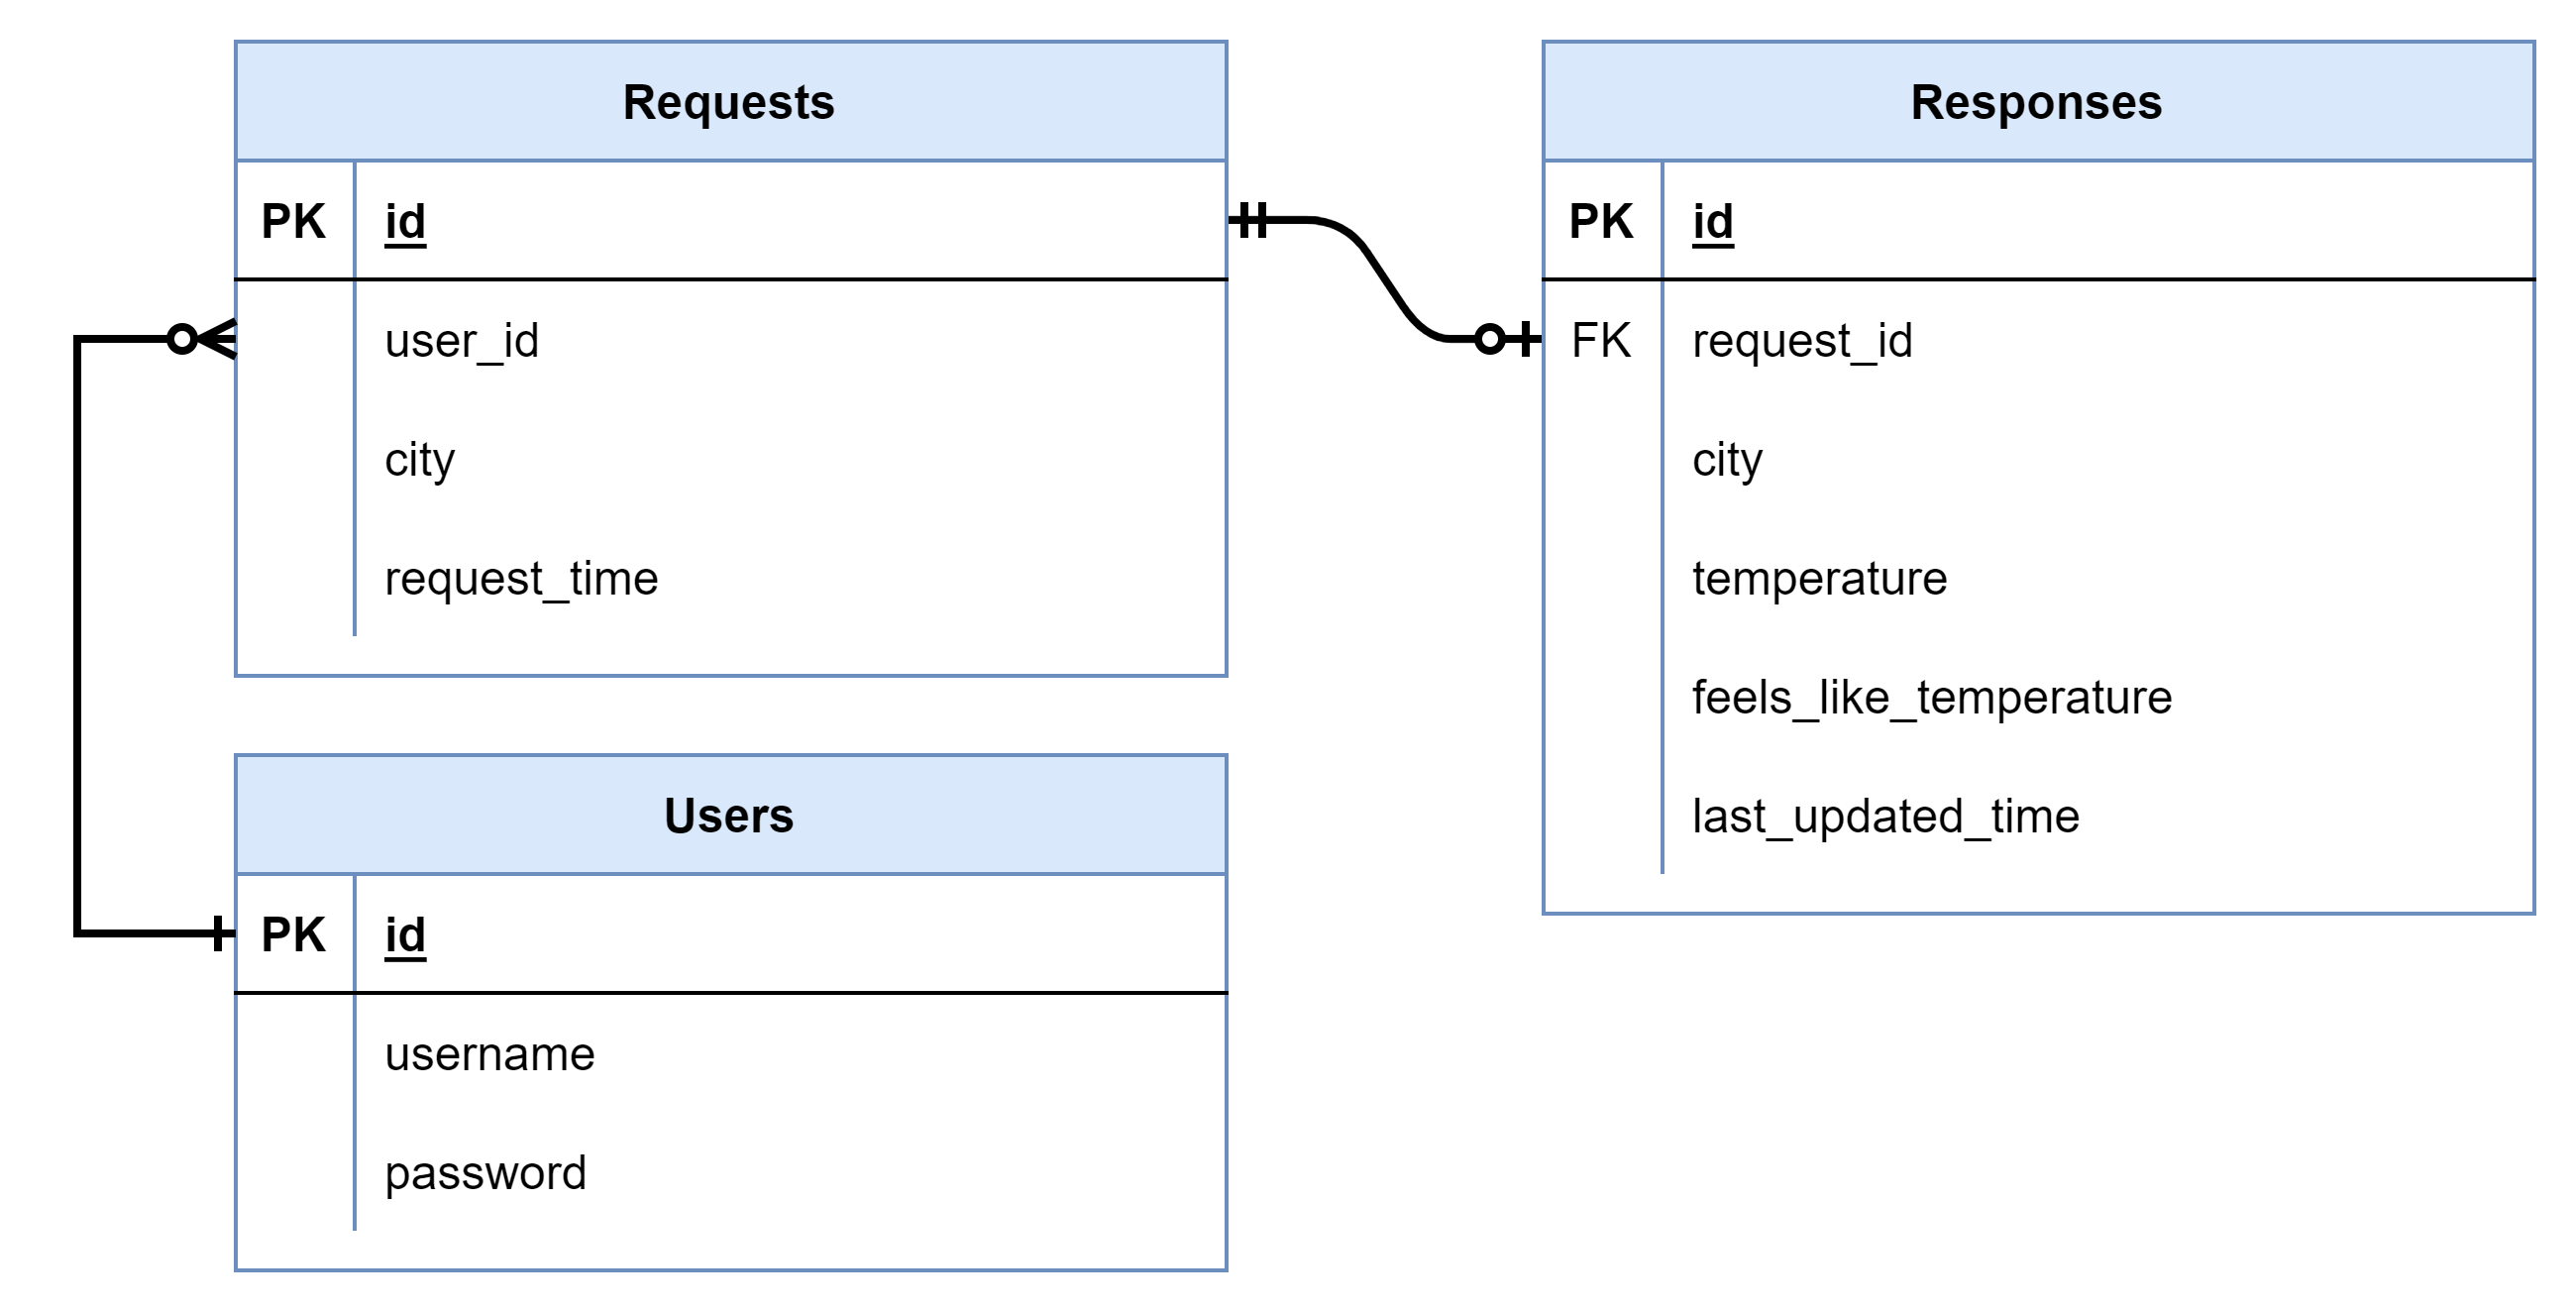 Requests
PK id
user_id
city
request_time
Users
PK id
username
password
Responses
PK id
FK request_id
city
temperature
feels_like_temperature
last_updated_time